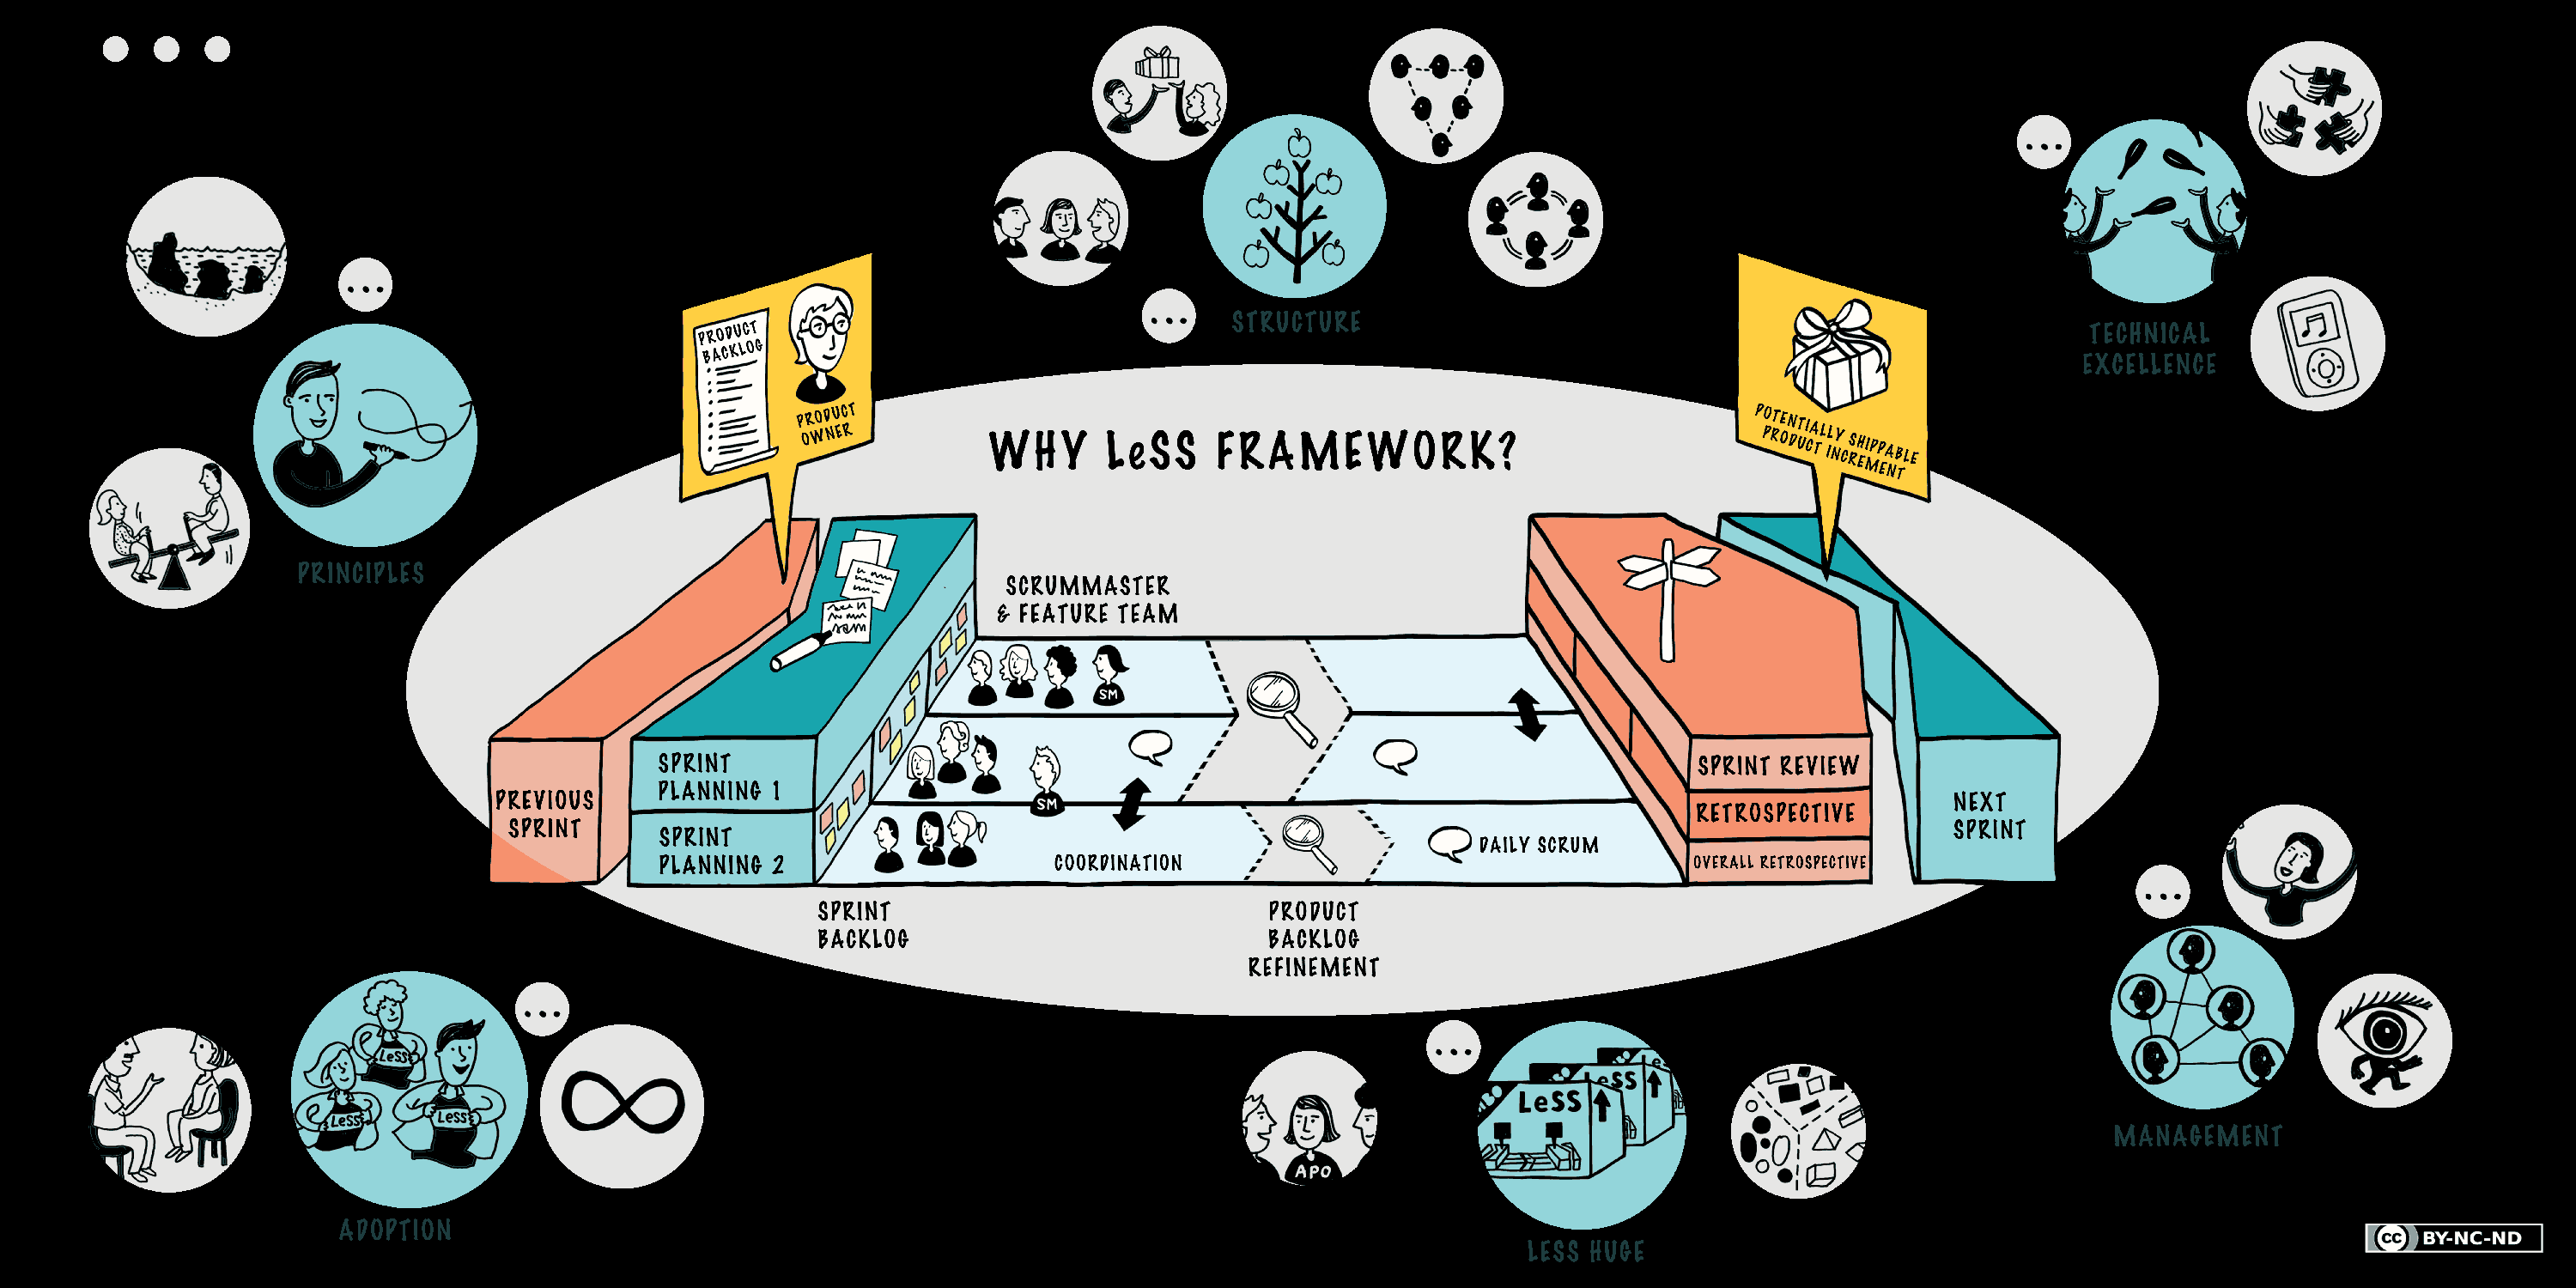 STRUCTURE
TECHNICAL
EXCELLENCE
PRODUCT
BACKLOG
PRODUCT
OWNER
WHY LeSS FRAMEWORK?
POTENTIALLY SHIPPABLE
PRODUCT INCREMENT
PRINCIPLES
SCRUMMASTER
& FEATURE TEAM
SM
SM
PREVIOUS
SPRINT
SPRINT
PLANNING 1
SPRINT
PLANNING 2
COORDINATION
DAILY SCRUM
SPRINT REVIEW
RETROSPECTIVE
OVERALL RETROSPECTIVE
NEXT
SPRINT
SPRINT
BACKLOG
PRODUCT
BACKLOG
REFINEMENT
LeSS
LeSS
LeSS
ADOPTION
APO
LeSS
LeSS
LESS HUGE
MANAGEMENT
cc BY-NC-ND